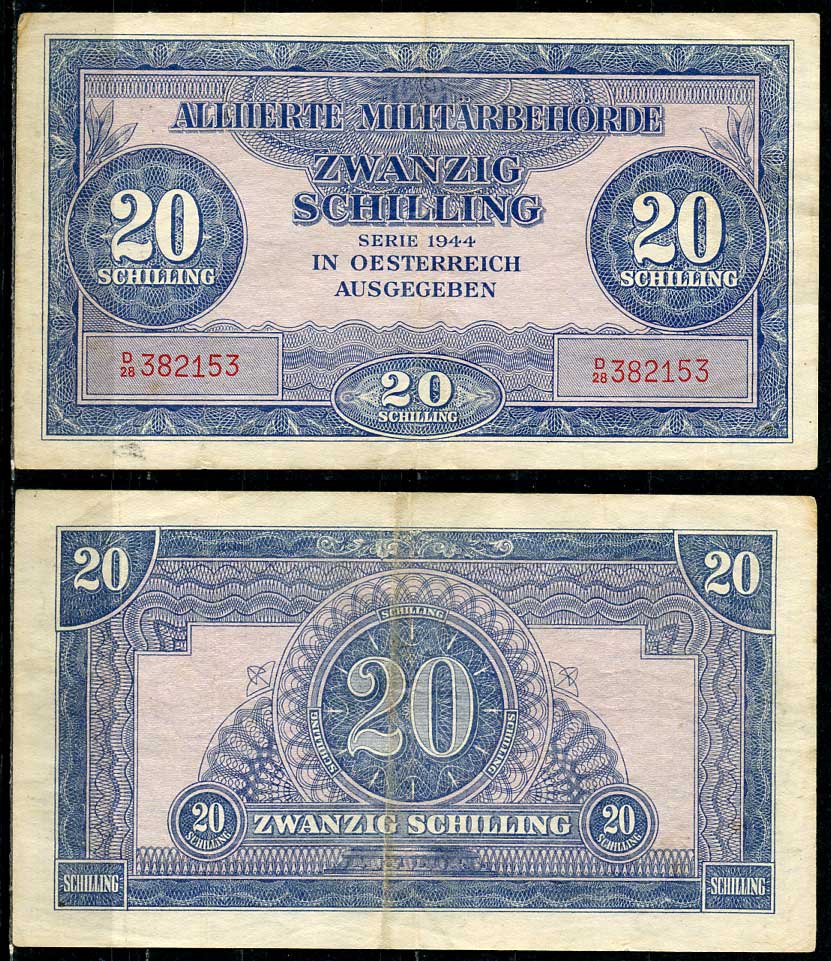 ALLIIERTE MILITÄRBEHÖRDE
ZWANZIG
SCHILLING
SERIE 1944
IN OESTERREICH
AUSGEGEBEN
20
SCHILLING
20
SCHILLING
D/28 382153
D/28 382153
20
SCHILLING
20
20
SCHILLING
20
SCHILLING
SCHILLING
20
SCHILLING
ZWANZIG SCHILLING
20
SCHILLING
SCHILLING
SCHILLING